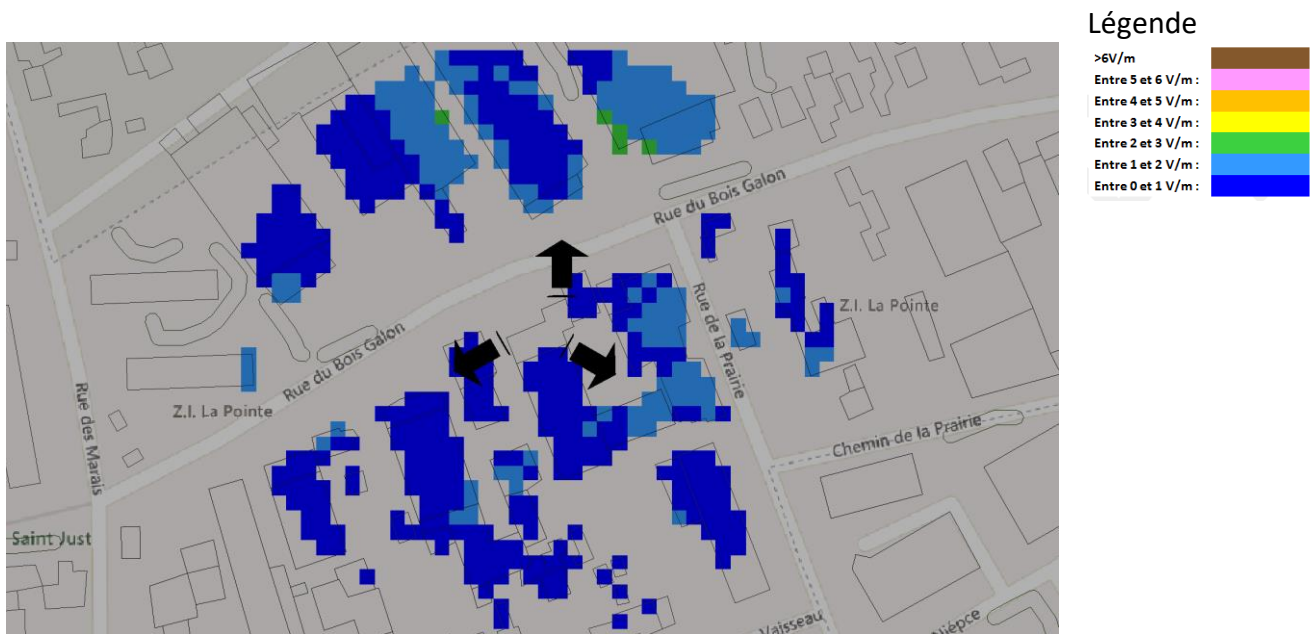 Légende
>6V/m
Entre 5 et 6 V/m :
Entre 4 et 5 V/m :
Entre 3 et 4 V/m :
Entre 2 et 3 V/m :
Entre 1 et 2 V/m :
Entre 0 et 1 V/m :
Rue du Bois Galon
Rue de la Prairie
Z.I. La Pointe
Rue du Bois Galon
Rue des Marais
Z.I. La Pointe
Chemin de la Prairie
Saint Just
Vaisseau
Niépce